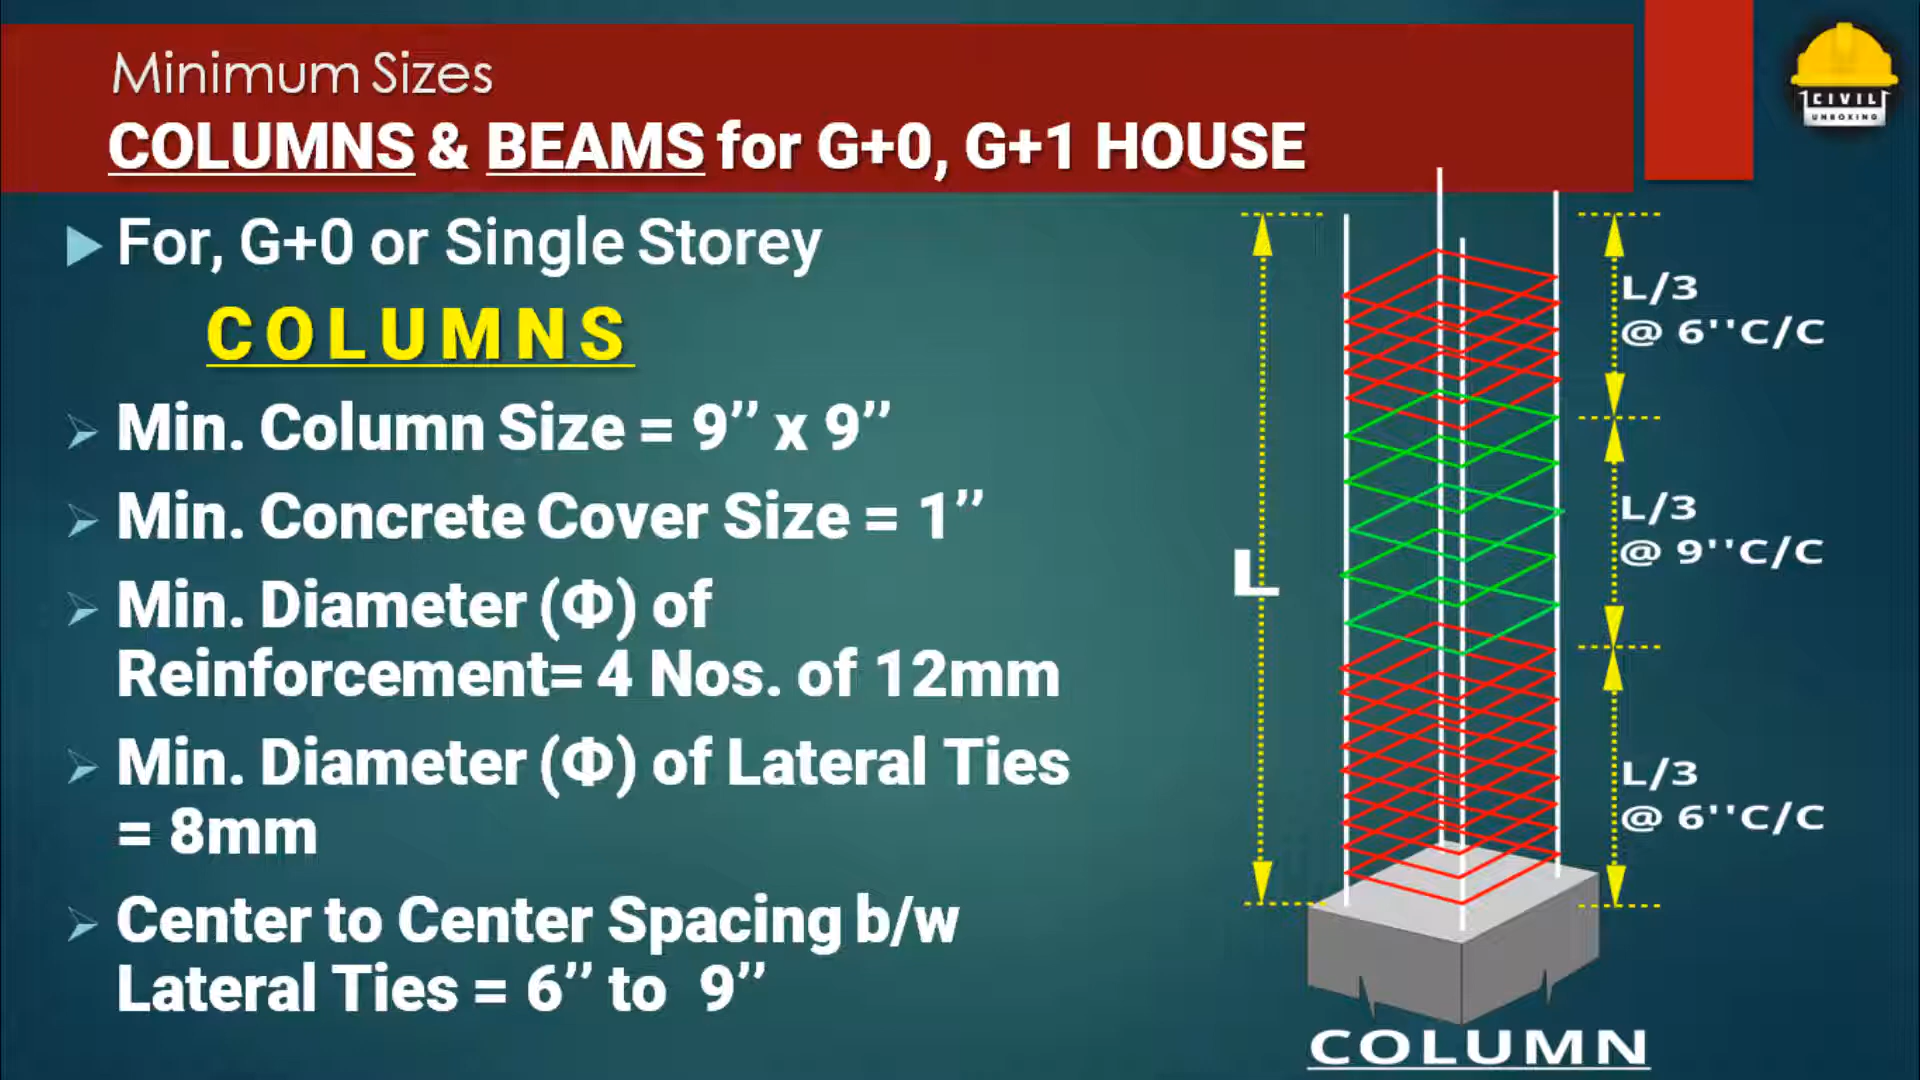 Minimum Sizes
COLUMNS & BEAMS for G+0, G+1 HOUSE
CIVIL
UNBOXING
For, G+0 or Single Storey
COLUMNS
Min. Column Size = 9’’ x 9’’
Min. Concrete Cover Size = 1’’
Min. Diameter (Φ) of
Reinforcement= 4 Nos. of 12mm
Min. Diameter (Φ) of Lateral Ties
= 8mm
Center to Center Spacing b/w
Lateral Ties = 6’’ to 9’’
L
L/3
@ 6''C/C
L/3
@ 9''C/C
L/3
@ 6''C/C
COLUMN